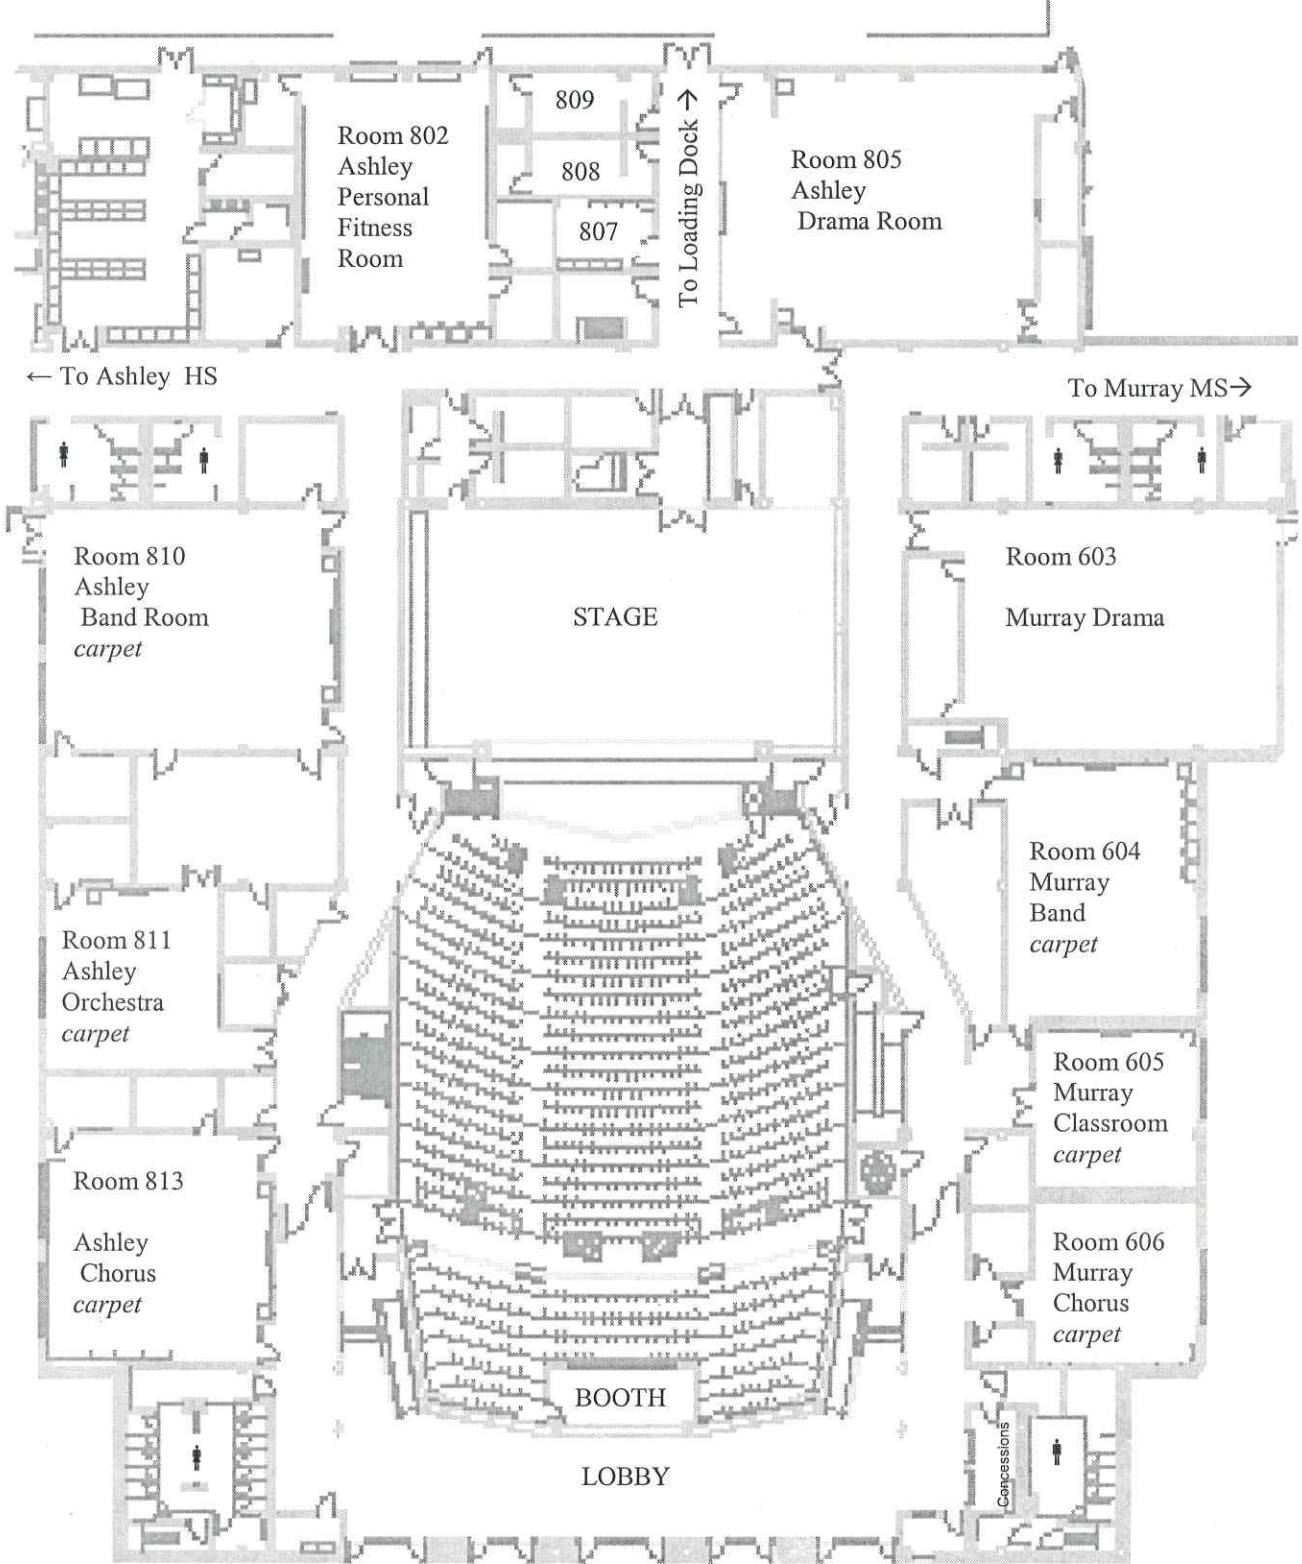 809
808
807
Room 802
Ashley
Personal
Fitness
Room
To Loading Dock →
Room 805
Ashley
Drama Room
← To Ashley HS
To Murray MS→
Room 810
Ashley
Band Room
carpet
STAGE
Room 603
Murray Drama
Room 811
Ashley
Orchestra
carpet
Room 604
Murray
Band
carpet
Room 605
Murray
Classroom
carpet
Room 813
Ashley
Chorus
carpet
Room 606
Murray
Chorus
carpet
BOOTH
LOBBY
Concessions